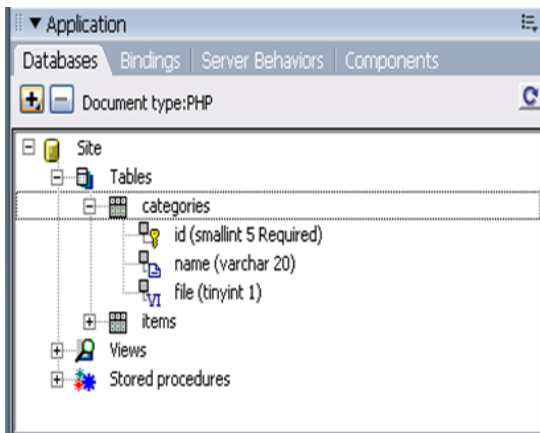 Application
Databases Bindings Server Behaviors Components
Document type:PHP
Site
Tables
categories
id (smallint 5 Required)
name (varchar 20)
file (tinyint 1)
items
Views
Stored procedures